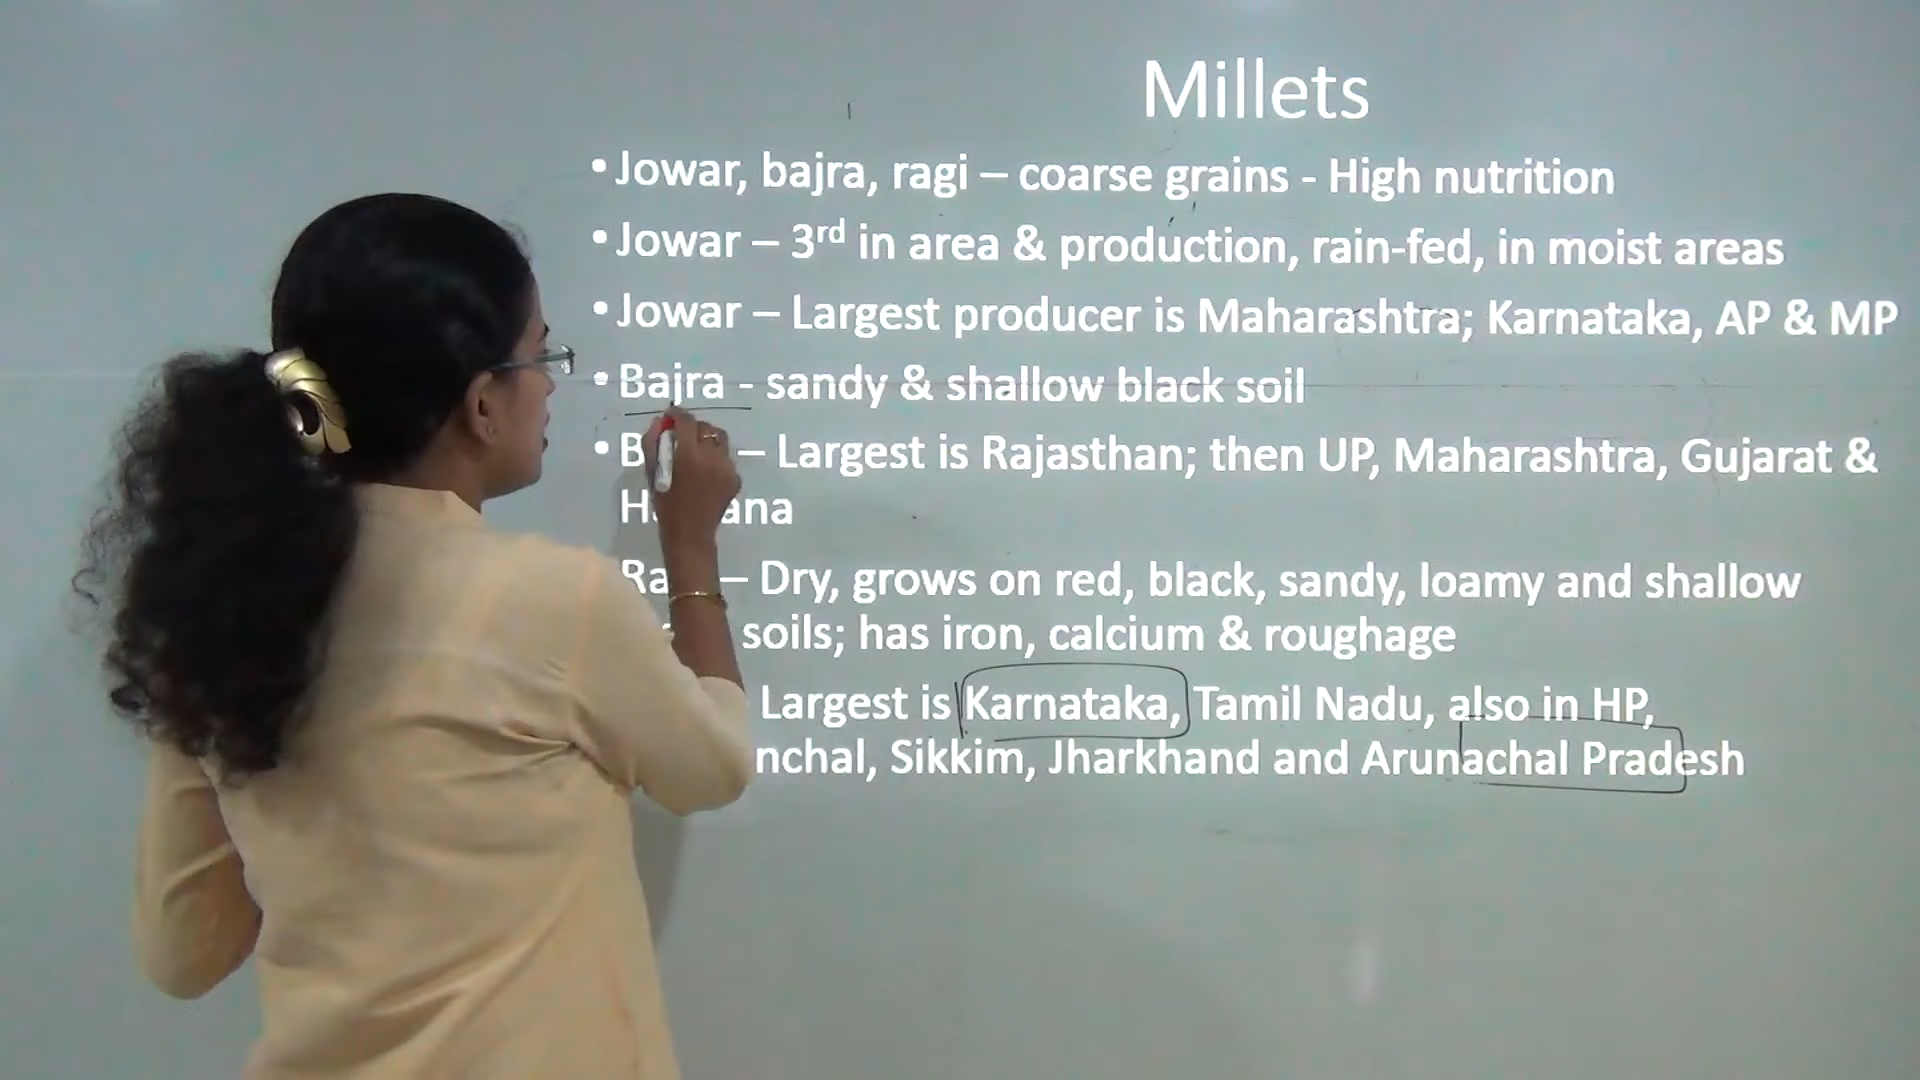 Millets
• Jowar, bajra, ragi – coarse grains - High nutrition
• Jowar – 3rd in area & production, rain-fed, in moist areas
• Jowar – Largest producer is Maharashtra; Karnataka, AP & MP
• Bajra - sandy & shallow black soil
• – Largest is Rajasthan; then UP, Maharashtra, Gujarat &
– Dry, grows on red, black, sandy, loamy and shallow
soils; has iron, calcium & roughage
Largest is Karnataka, Tamil Nadu, also in HP,
Sikkim, Jharkhand and Arunachal Pradesh